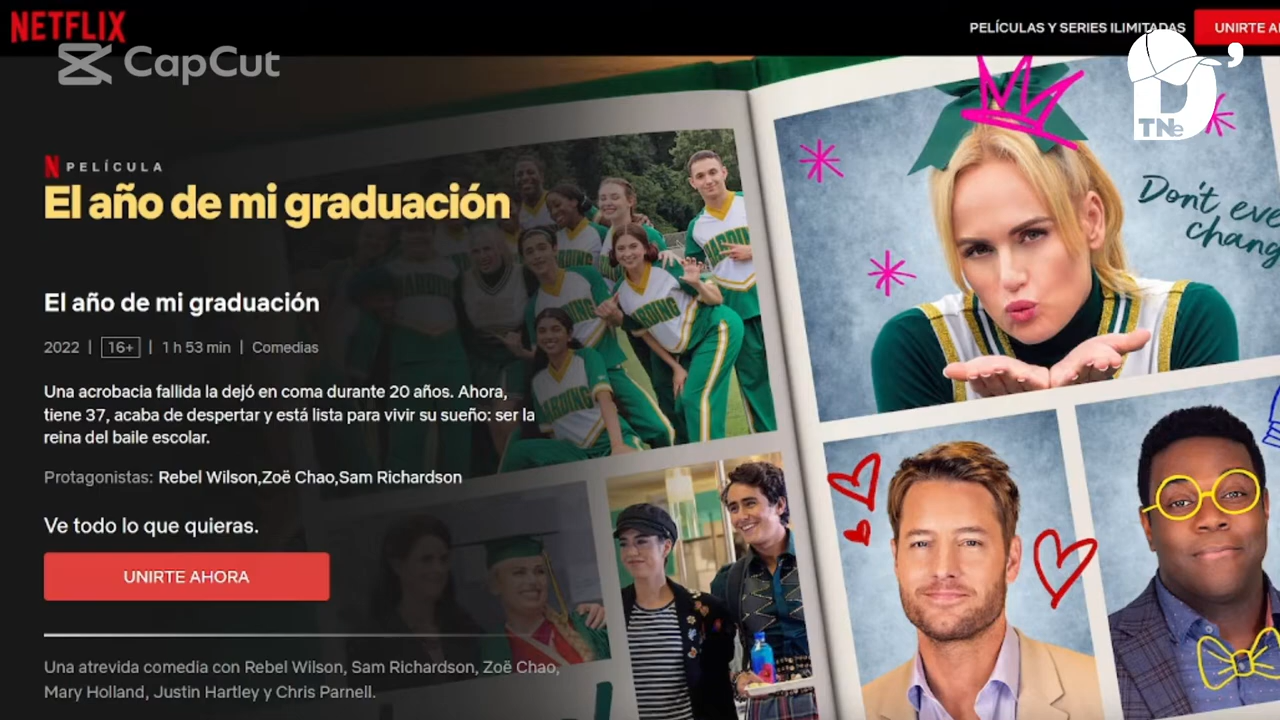 NETFLIX
PELÍCULAS Y SERIES ILIMITADAS
UNIRTE A
CapCut
D'
TNe
N PELÍCULA
El año de mi graduación
Don't eve
chang
El año de mi graduación
2022 | 16+ | 1 h 53 min | Comedias
Una acrobacia fallida la dejó en coma durante 20 años. Ahora,
tiene 37, acaba de despertar y está lista para vivir su sueño: ser la
reina del baile escolar.
Protagonistas: Rebel Wilson,Zoë Chao,Sam Richardson
Ve todo lo que quieras.
UNIRTE AHORA
Una atrevida comedia con Rebel Wilson, Sam Richardson, Zoë Chao,
Mary Holland, Justin Hartley y Chris Parnell.
HARDING
HARDING
HARDING